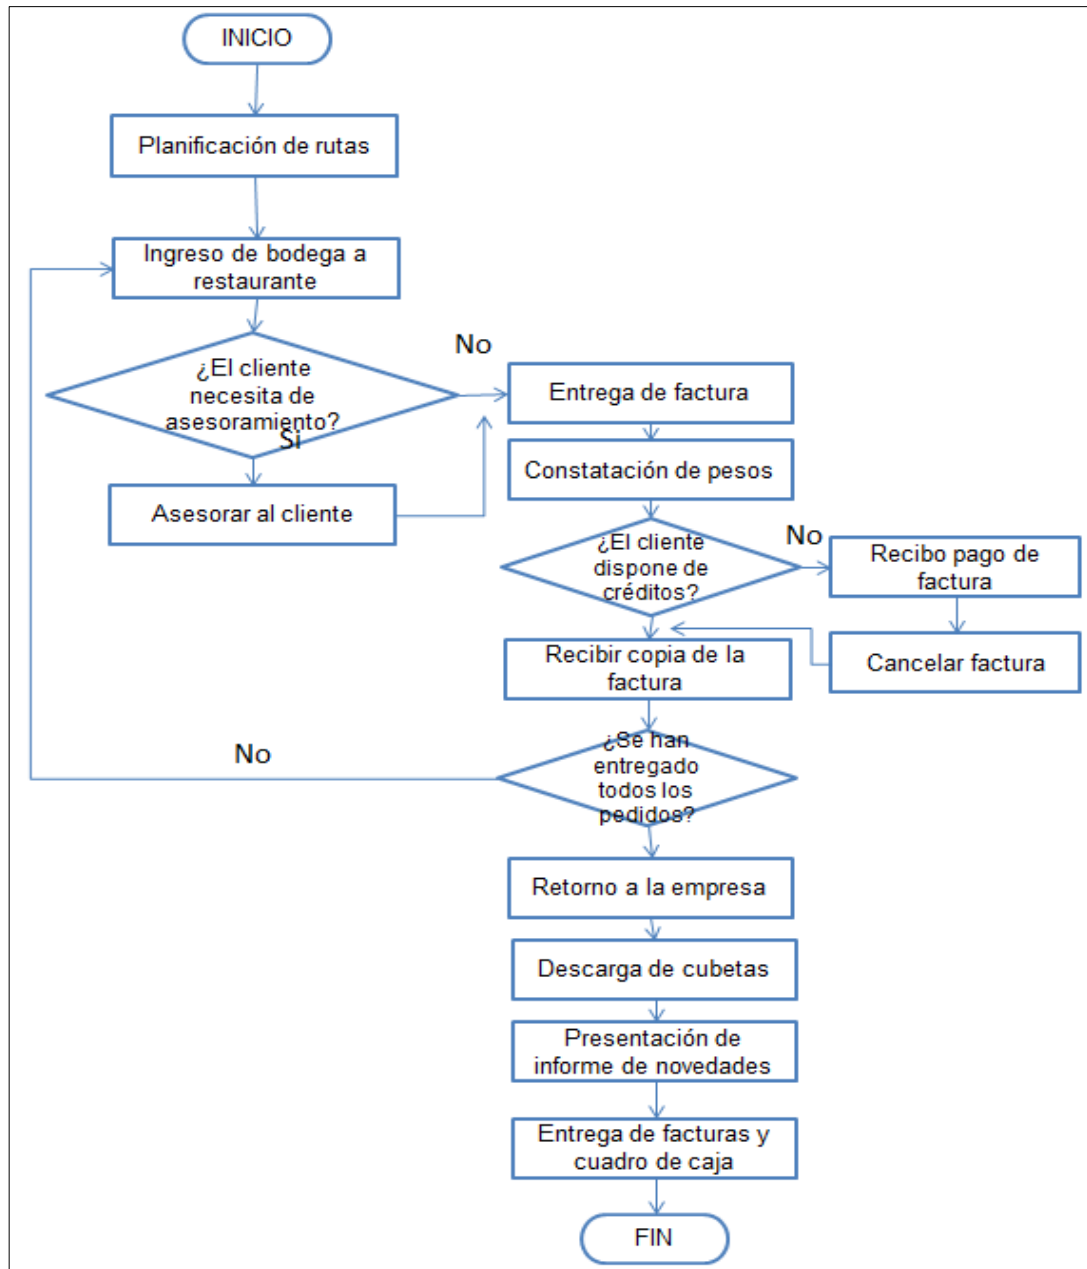 INICIO
Planificación de rutas
Ingreso de bodega a
restaurante
¿El cliente
necesita de
asesoramiento?
Si
No
Asesorar al cliente
Entrega de factura
Constatación de pesos
¿El cliente
dispone de
créditos?
No
Recibo pago de
factura
Cancelar factura
Recibir copia de la
factura
¿Se han
entregado
todos los
pedidos?
No
Retorno a la empresa
Descarga de cubetas
Presentación de
informe de novedades
Entrega de facturas y
cuadro de caja
FIN